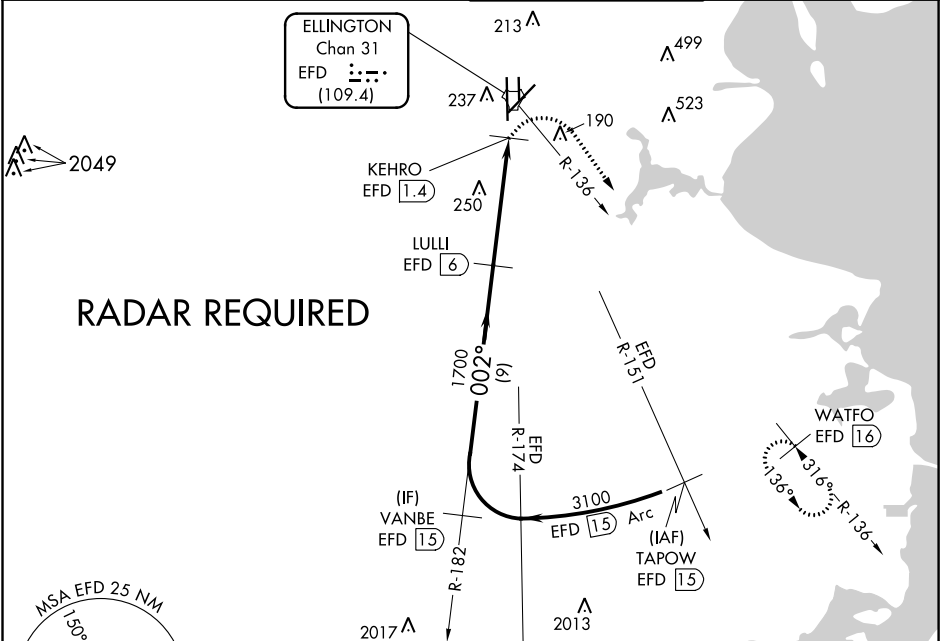 ELLINGTON
Chan 31
EFD
(109.4)
213
499
237
523
190
2049
KEHRO
EFD 1.4
R-136
250
LULLI
EFD 6
RADAR REQUIRED
1700
002°
(9)
EFD
R-151
EFD
R-174
WATFO
EFD 16
316°
136°
R-136
3100
EFD 15 Arc
(IF)
VANBE
EFD 15
(IAF)
TAPOW
EFD 15
R-182
MSA EFD 25 NM
150°
2017
2013